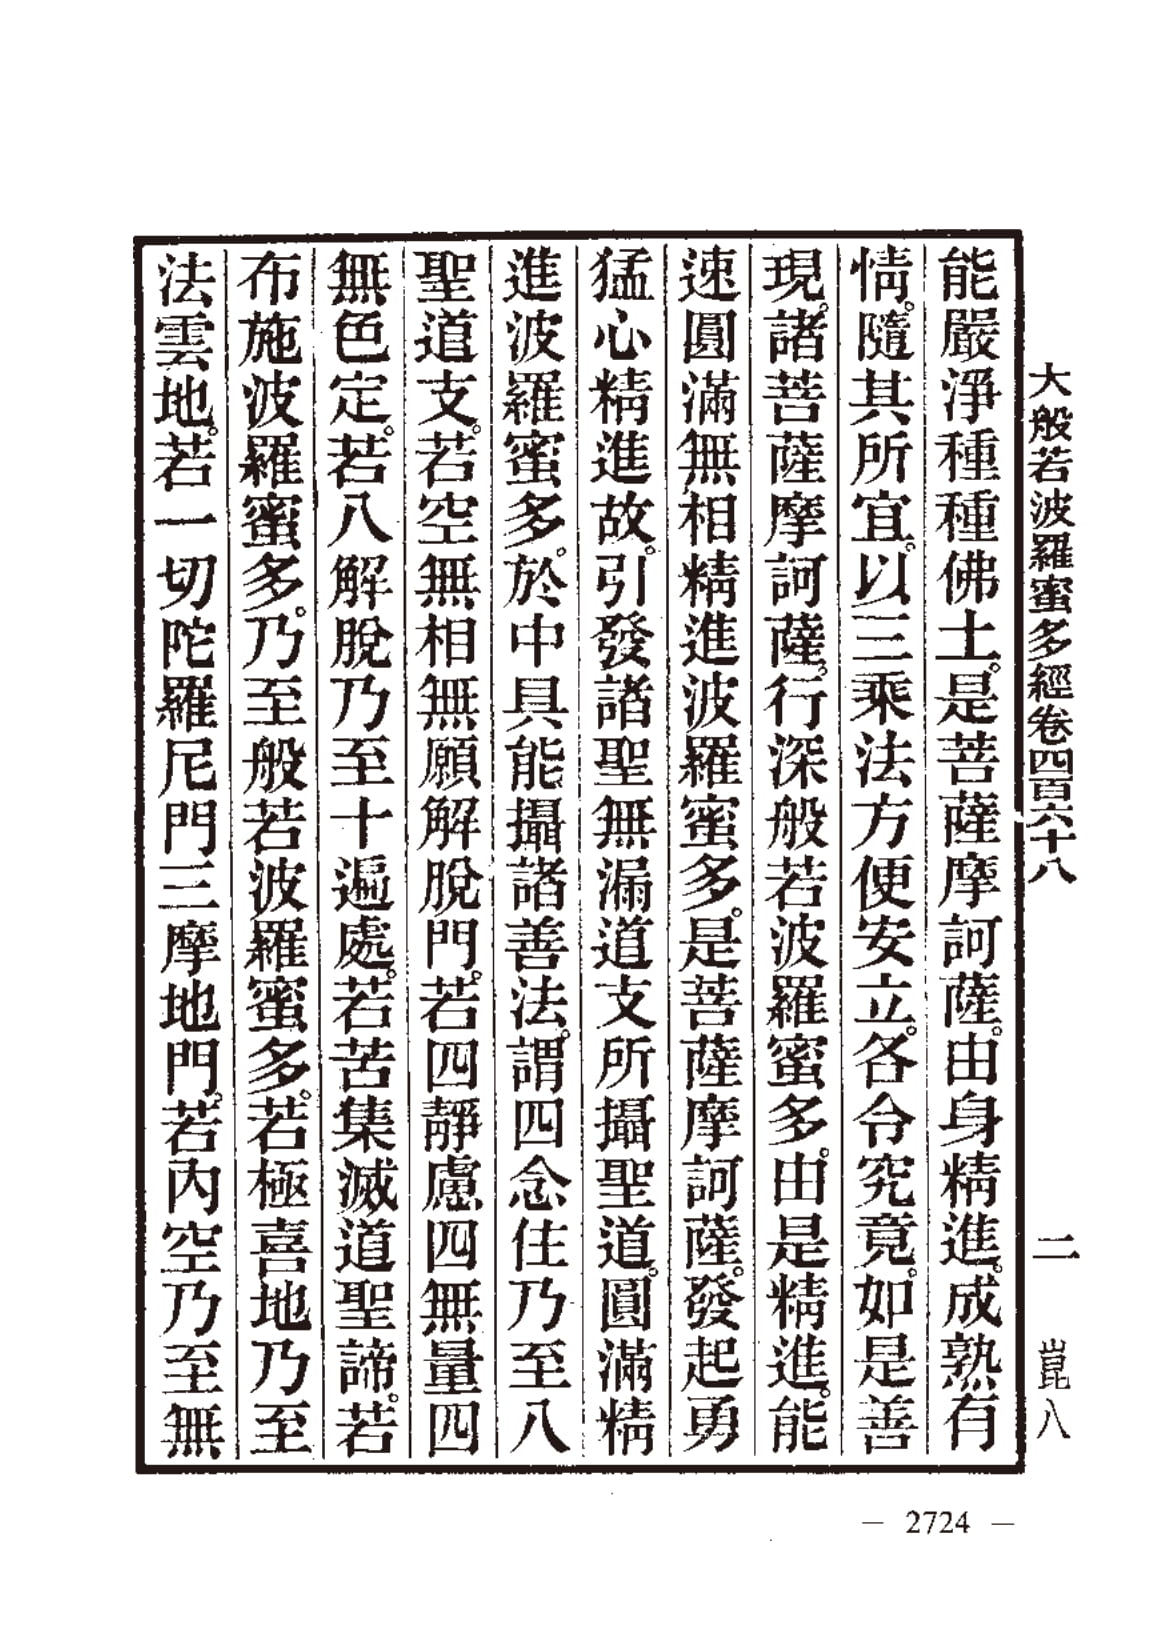 大般若波羅蜜多經卷四百六十八　二　崑八
能嚴淨種種佛土。是菩薩摩訶薩。由身精進。成熟有
情。隨其所宜。以三乘法方便安立。各令究竟。如是善
現。諸菩薩摩訶薩。行深般若波羅蜜多。由是精進。能
速圓滿無相精進波羅蜜多。是菩薩摩訶薩。發起勇
猛心精進故。引發諸聖無漏道支所攝聖道。圓滿精
進波羅蜜多。於中具能攝諸善法。謂四念住乃至八
聖道支。若空無相無願解脫門。若四靜慮四無量四
無色定。若八解脫乃至十遍處。若苦集滅道聖諦。若
布施波羅蜜多。乃至般若波羅蜜多。若極喜地乃至
法雲地。若一切陀羅尼門三摩地門。若內空乃至無
— 2724 —